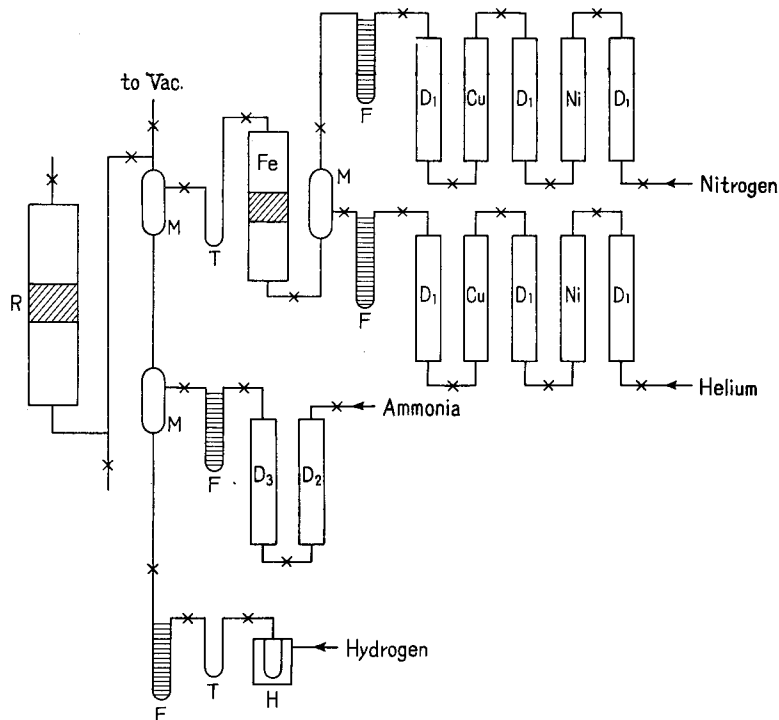 to Vac.
F
D1 Cu D1 Ni D1
Nitrogen
Fe
M
M
T
R
F
D1 Cu D1 Ni D1
Helium
Ammonia
M
F
D3 D2
Hydrogen
F
T
H